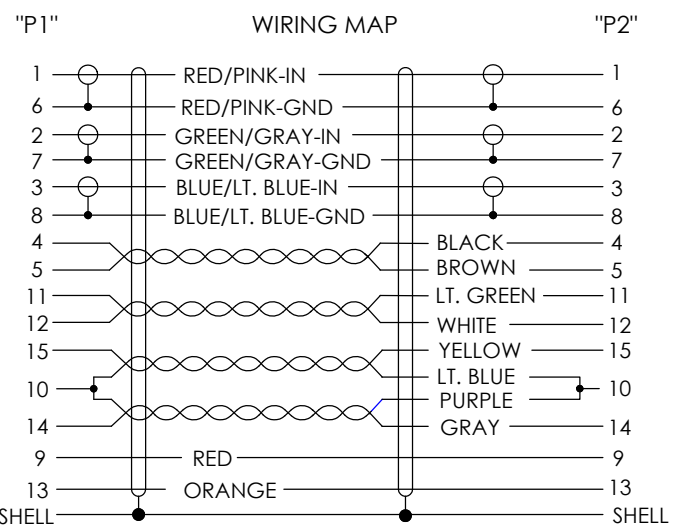 "P1" WIRING MAP "P2"
1 RED/PINK-IN 1
6 RED/PINK-GND 6
2 GREEN/GRAY-IN 2
7 GREEN/GRAY-GND 7
3 BLUE/LT. BLUE-IN 3
8 BLUE/LT. BLUE-GND 8
4 BLACK 4
5 BROWN 5
11 LT. GREEN 11
12 WHITE 12
15 YELLOW 15
LT. BLUE
10 10
PURPLE
14 GRAY 14
9 RED 9
13 ORANGE 13
SHELL SHELL